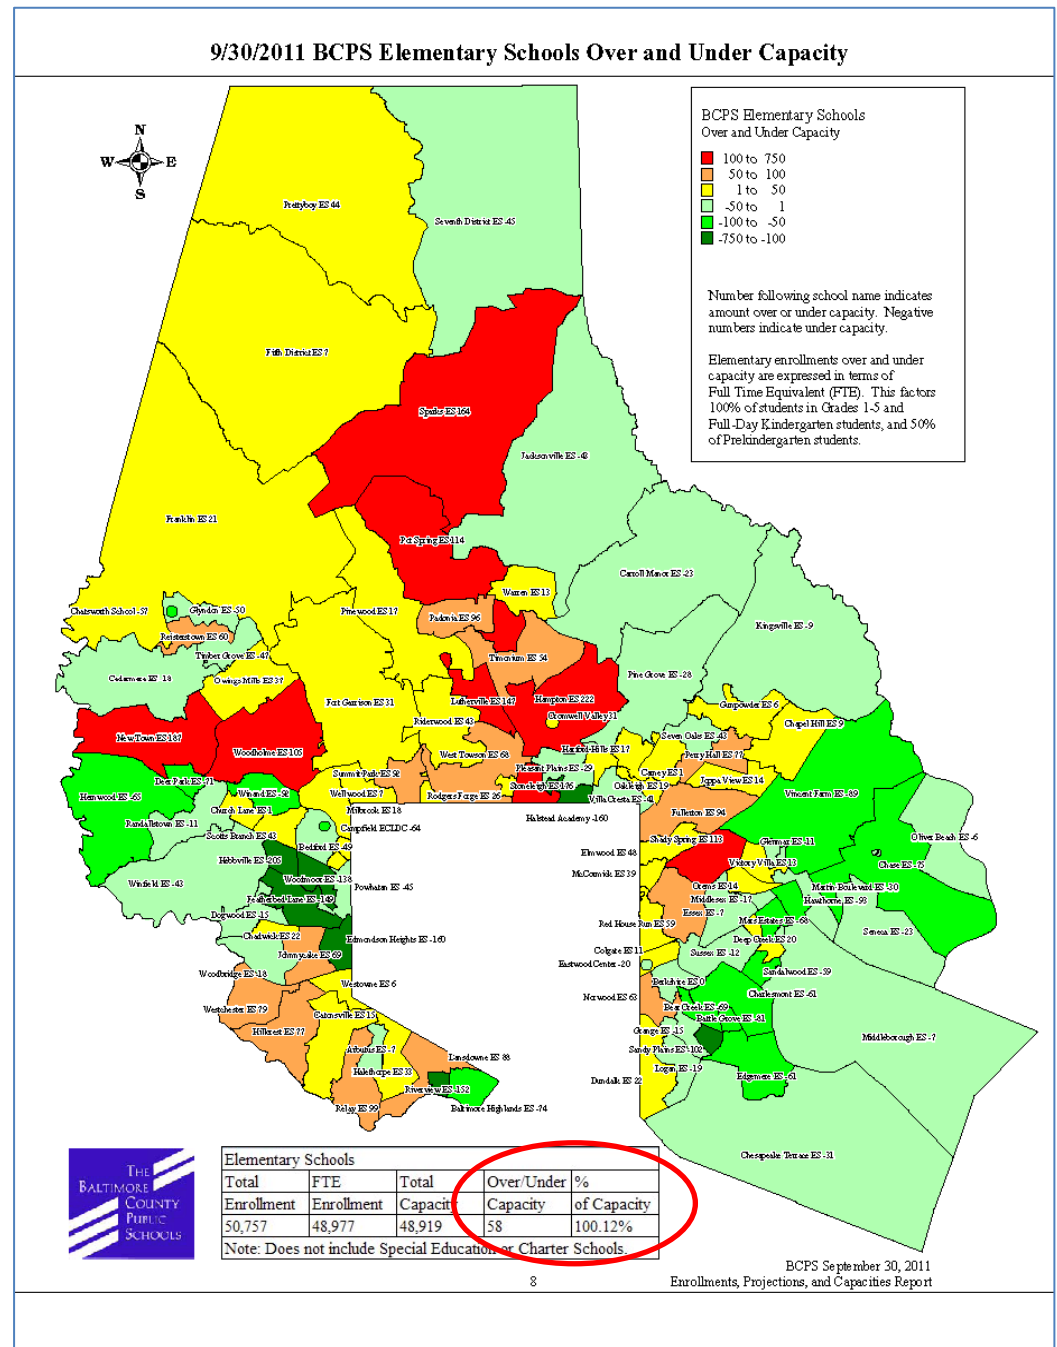 9/30/2011 BCPS Elementary Schools Over and Under Capacity
N
W E
S
BCPS Elementary Schools
Over and Under Capacity
100 to 750
50 to 100
1 to 50
-50 to 1
-100 to -50
-750 to -100
Number following school name indicates
amount over or under capacity. Negative
numbers indicate under capacity.
Elementary enrollments over and under
capacity are expressed in terms of
Full Time Equivalent (FTE). This factors
100% of students in Grades 1-5 and
Full-Day Kindergarten students, and 50%
of Prekindergarten students.
Prettyboy ES 44
Seventh District ES -45
Fifth District ES 7
Sparks ES 164
Jacksonville ES -43
Franklin ES 21
Pot Spring ES 114
Carroll Manor ES -23
Warren ES 13
Chatsworth School -57
Glyndon ES -50
Pinewood ES 17
Padonia ES 96
Kingsville ES -9
Reisterstown ES 60
Timber Grove ES -47
Timonium ES 54
Cedarmere ES -18
Owings Mills ES 37
Pine Grove ES -28
Fort Garrison ES 31
Lutherville ES 147
Hampton ES 222
Gunpowder ES 6
Cromwell Valley 31
Riderwood ES 43
Chapel Hill ES 9
New Town ES 187
Woodholme ES 105
Seven Oaks ES -43
Harford Hills ES 17
West Towson ES 68
Perry Hall ES 77
Pleasant Plains ES -29
Summit Park ES 92
Carney ES 1
Joppa View ES 14
Deer Park ES -71
Stoneleigh ES 176
Oakleigh ES 19
Hernwood ES -65
Winand ES -92
Wellwood ES 7
Rodgers Forge ES 26
Villa Cresta ES -41
Vincent Farm ES -89
Church Lane ES 1
Milbrook ES 18
Halstead Academy -160
Fullerton ES 94
Randallstown ES -11
Campfield ECLDC -64
Scotts Branch ES 43
Shady Spring ES 113
Glenmar ES -11
Oliver Beach ES -6
Bedford ES -49
Elmwood ES 48
Hebbville ES -205
Victory Villa ES 13
Chase ES -75
McCormick ES 39
Winfield ES -43
Woodmoor ES -138
Powhatan ES -45
Orems ES 14
Martin Boulevard ES -30
Featherbed Lane ES -149
Middlesex ES -17
Hawthorne ES -93
Dogwood ES -15
Essex ES -7
Mars Estates ES -68
Red House Run ES 59
Seneca ES -23
Chadwick ES 22
Edmondson Heights ES -160
Deep Creek ES 20
Colgate ES 11
Sussex ES -12
Johnnycake ES 69
Eastwood Center -20
Sandalwood ES -59
Woodbridge ES -18
Berkshire ES 0
Westowne ES 6
Norwood ES 63
Charlesmont ES -61
Westchester ES 79
Catonsville ES 15
Bear Creek ES -69
Battle Grove ES -81
Hillcrest ES 77
Grange ES -15
Middleborough ES -7
Arbutus ES -7
Sandy Plains ES -102
Lansdowne ES 88
Halethorpe ES 33
Logan ES -19
Edgemere ES -61
Riverview ES -152
Dundalk ES 22
Relay ES 99
Baltimore Highlands ES -74
Chesapeake Terrace ES -31
THE
BALTIMORE
COUNTY
PUBLIC
SCHOOLS
Elementary Schools
Total FTE Total Over/Under %
Enrollment Enrollment Capacity Capacity of Capacity
50,757 48,977 48,919 58 100.12%
Note: Does not include Special Education or Charter Schools.
BCPS September 30, 2011
8 Enrollments, Projections, and Capacities Report